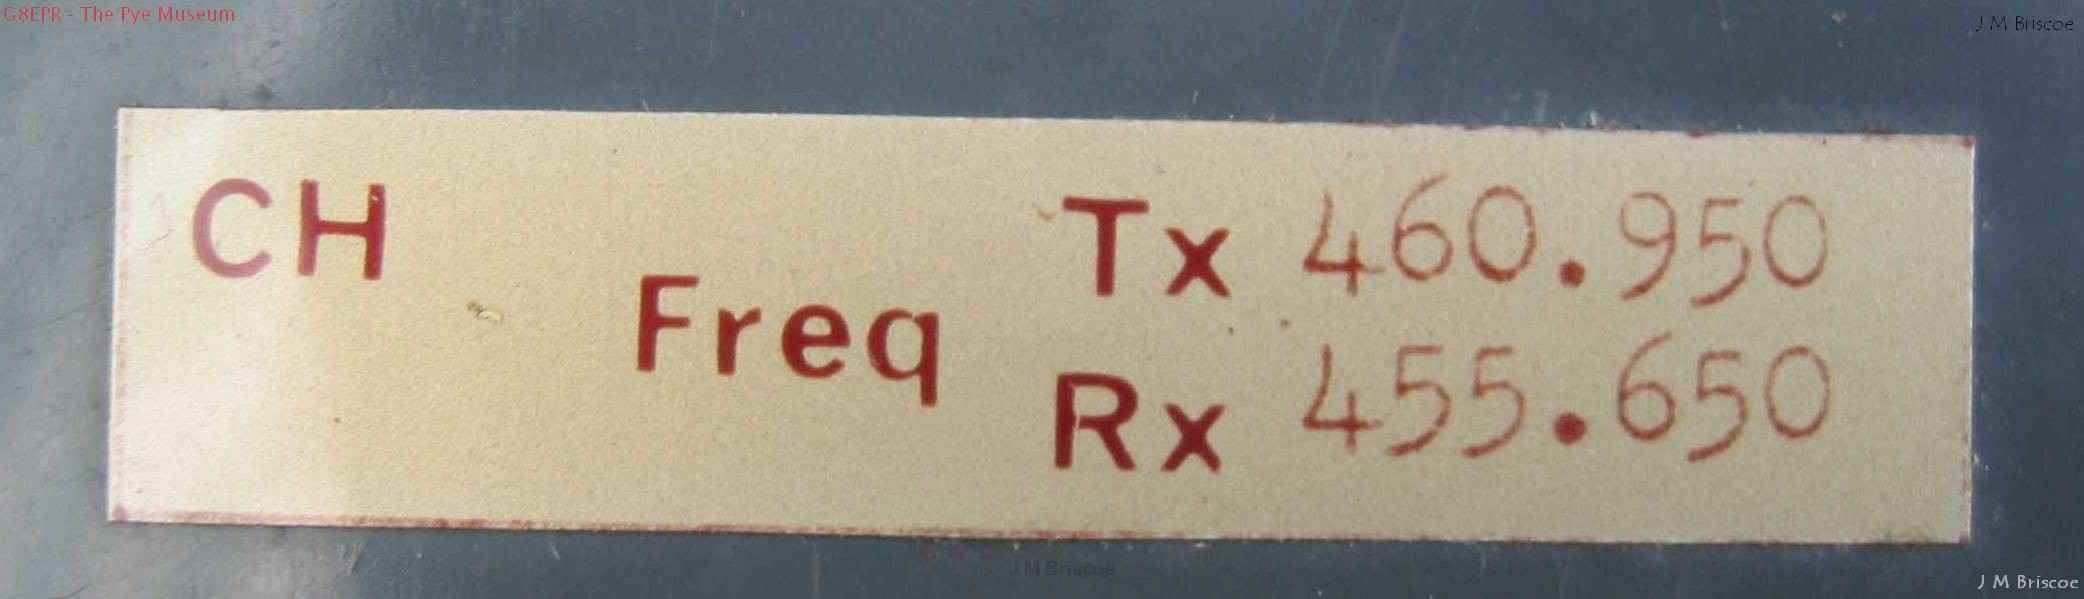 G8EPR - The Pye Museum
J M Briscoe
CH
Freq
Tx 460.950
Rx 455.650
J M Briscoe
J M Briscoe